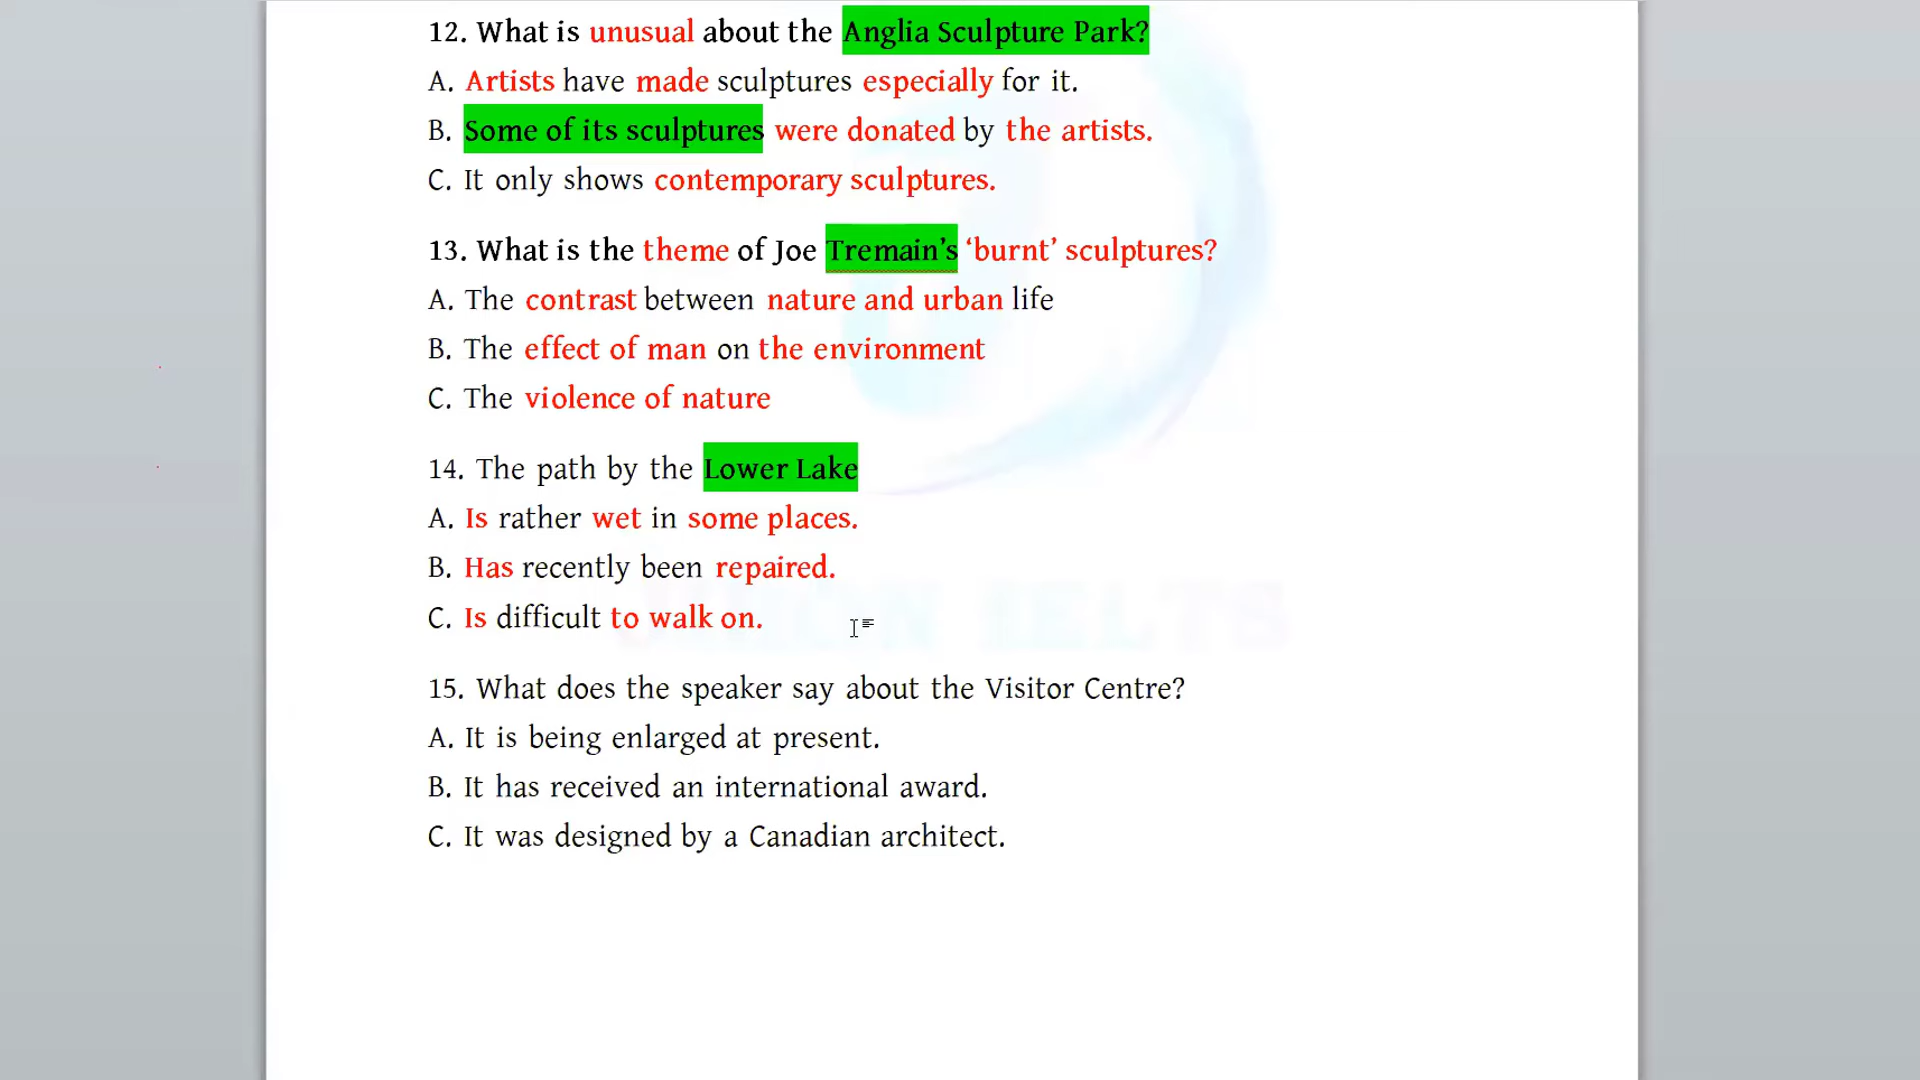 12. What is unusual about the Anglia Sculpture Park?
A. Artists have made sculptures especially for it.
B. Some of its sculptures were donated by the artists.
C. It only shows contemporary sculptures.
13. What is the theme of Joe Tremain’s ‘burnt’ sculptures?
A. The contrast between nature and urban life
B. The effect of man on the environment
C. The violence of nature
14. The path by the Lower Lake
A. Is rather wet in some places.
B. Has recently been repaired.
C. Is difficult to walk on.
IELTS
15. What does the speaker say about the Visitor Centre?
A. It is being enlarged at present.
B. It has received an international award.
C. It was designed by a Canadian architect.